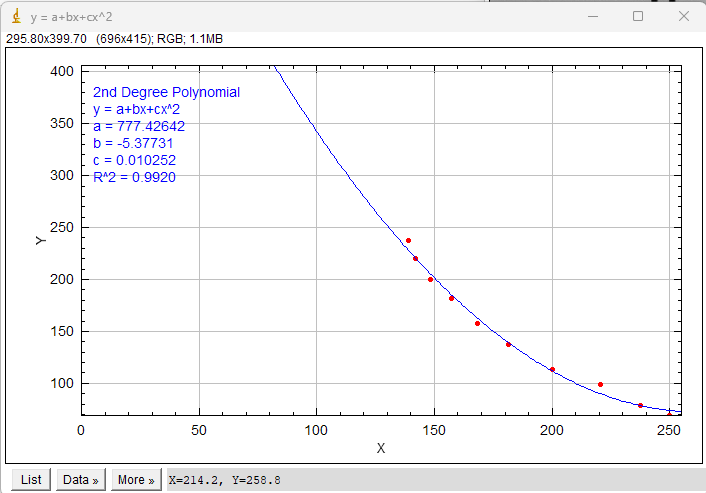 y = a+bx+cx^2
295.80x399.70 (696x415); RGB; 1.1MB
400
350
300
250
200
150
100
2nd Degree Polynomial
y = a+bx+cx^2
a = 777.42642
b = -5.37731
c = 0.010252
R^2 = 0.9920
Y
0
50
100
150
200
250
X
List
Data »
More »
X=214.2, Y=258.8